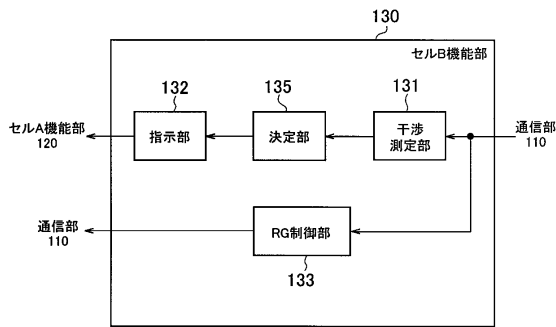 130
セルB機能部
132
135
131
セルA機能部
120
指示部
決定部
干渉
測定部
通信部
110
通信部
110
RG制御部
133